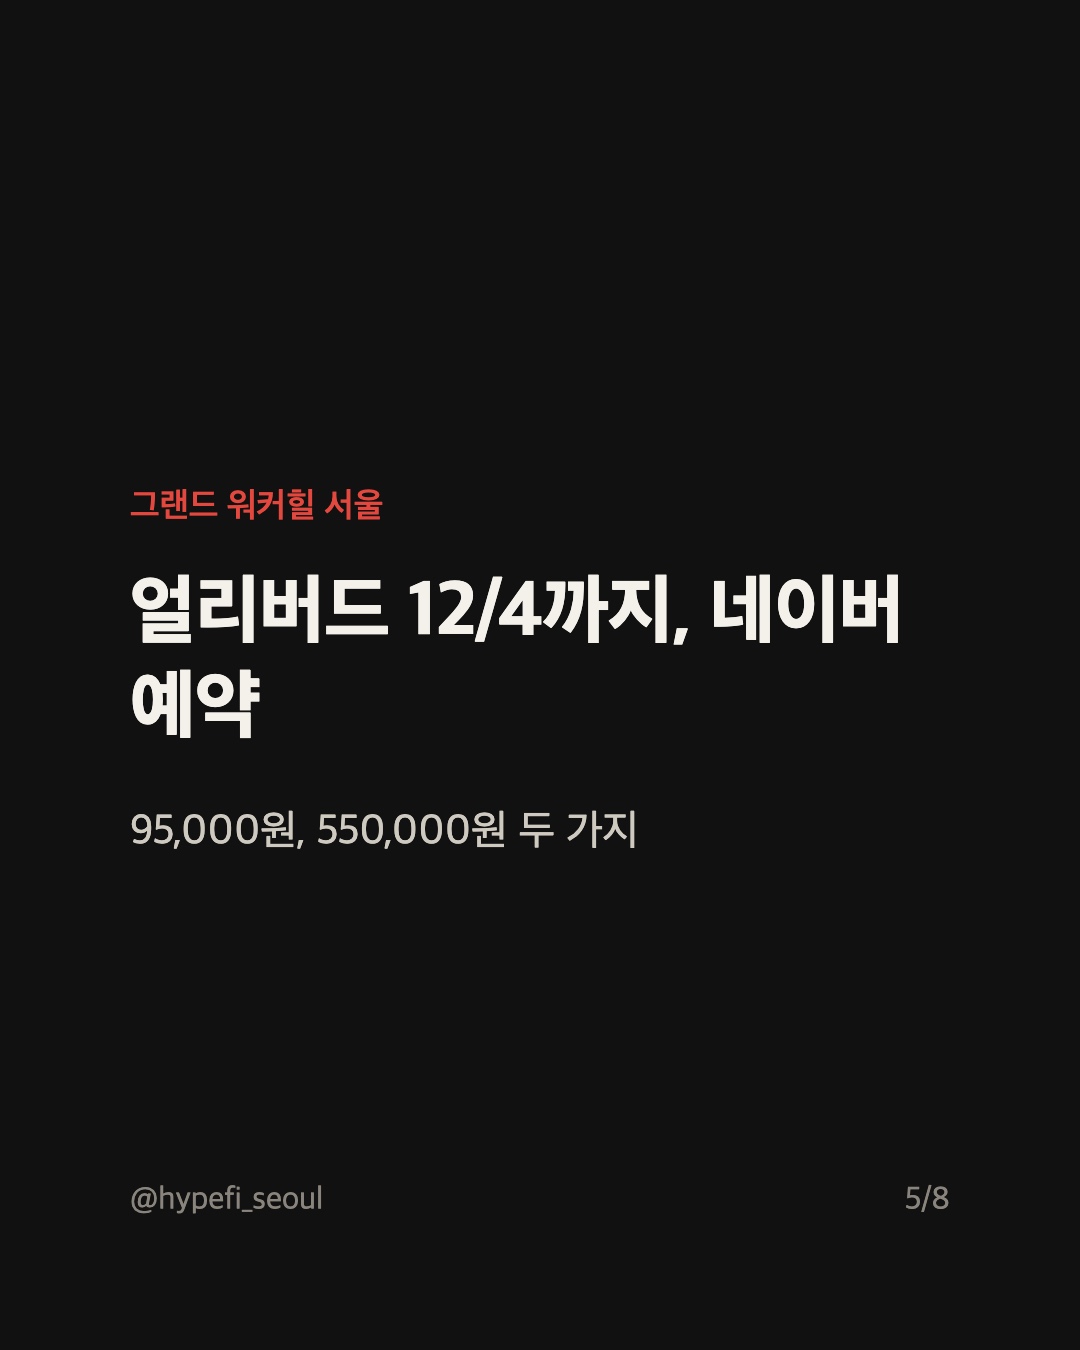 그랜드 워커힐 서울
얼리버드 12/4까지, 네이버
예약
95,000원, 550,000원 두 가지
@hypefi_seoul
5/8